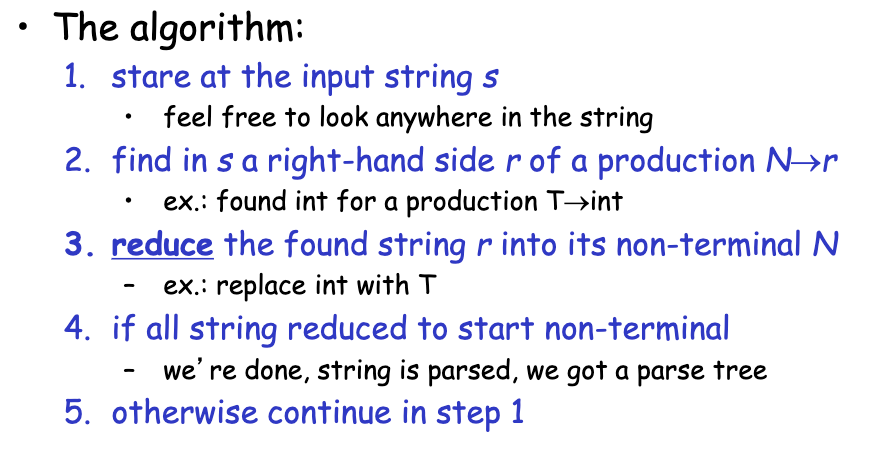 • The algorithm:
1. stare at the input string s
• feel free to look anywhere in the string
2. find in s a right-hand side r of a production N→r
• ex.: found int for a production T→int
3. reduce the found string r into its non-terminal N
– ex.: replace int with T
4. if all string reduced to start non-terminal
– we’re done, string is parsed, we got a parse tree
5. otherwise continue in step 1